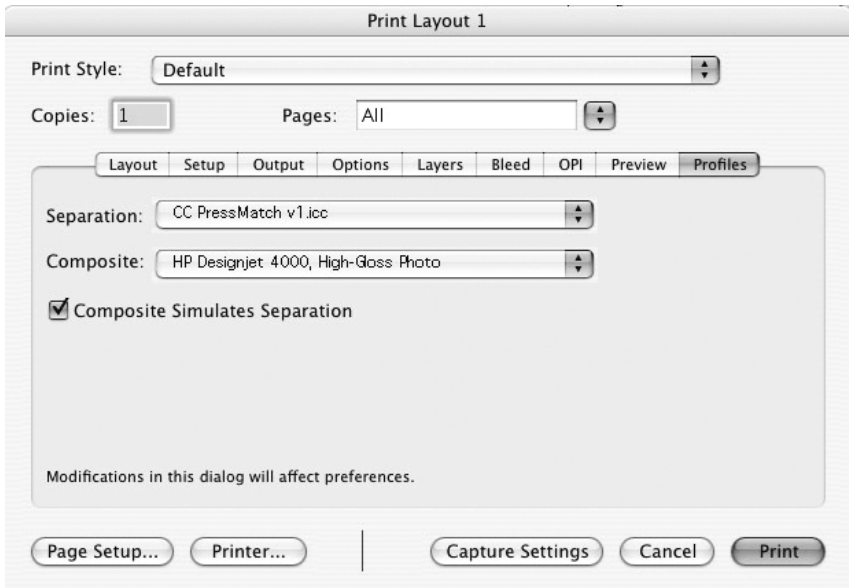 Print Layout 1
Print Style: Default
Copies: 1 Pages: All
Layout Setup Output Options Layers Bleed OPI Preview Profiles
Separation: CC PressMatch v1.icc
Composite: HP Designjet 4000, High-Gloss Photo
Composite Simulates Separation
Modifications in this dialog will affect preferences.
Page Setup... Printer... Capture Settings Cancel Print